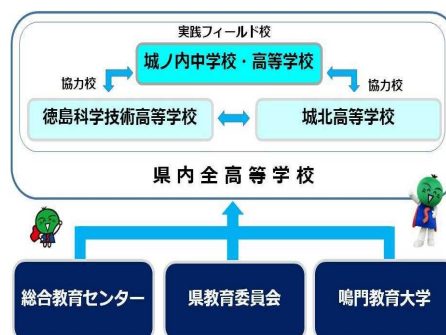 実践フィールド校
城ノ内中学校・高等学校
協力校
協力校
徳島科学技術高等学校
城北高等学校
県内全高等学校
総合教育センター
県教育委員会
鳴門教育大学